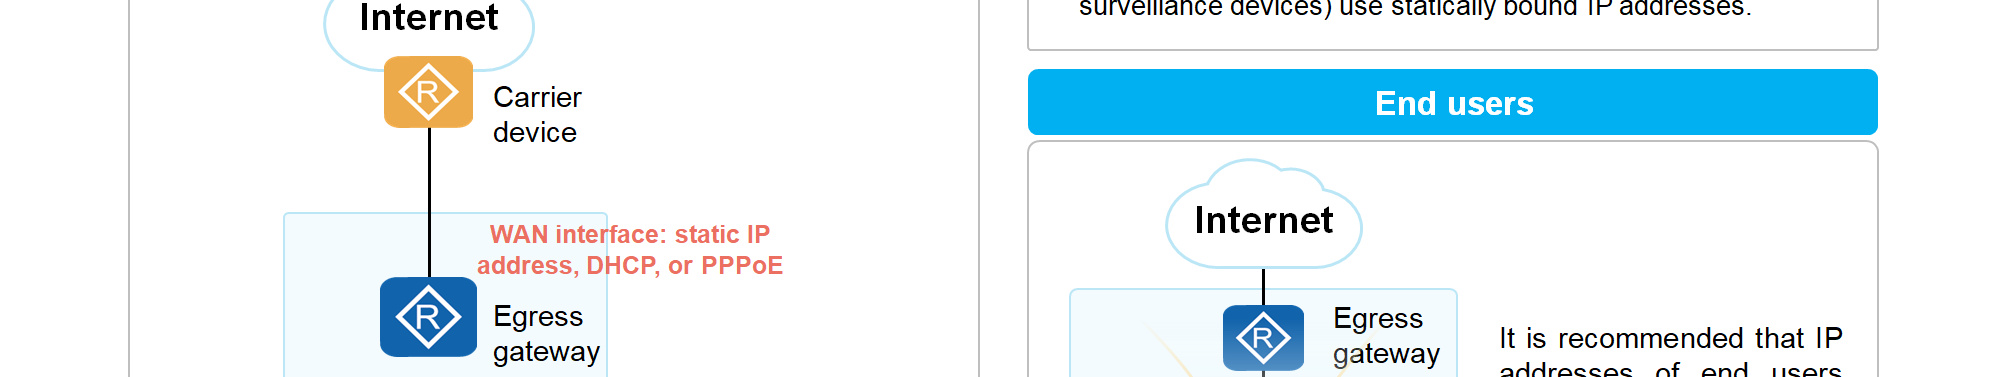 Internet
R
Carrier
device
WAN interface: static IP
address, DHCP, or PPPoE
R
Egress
gateway
surveillance devices) use statically bound IP addresses.
End users
Internet
R
Egress
gateway
It is recommended that IP
addresses of end users